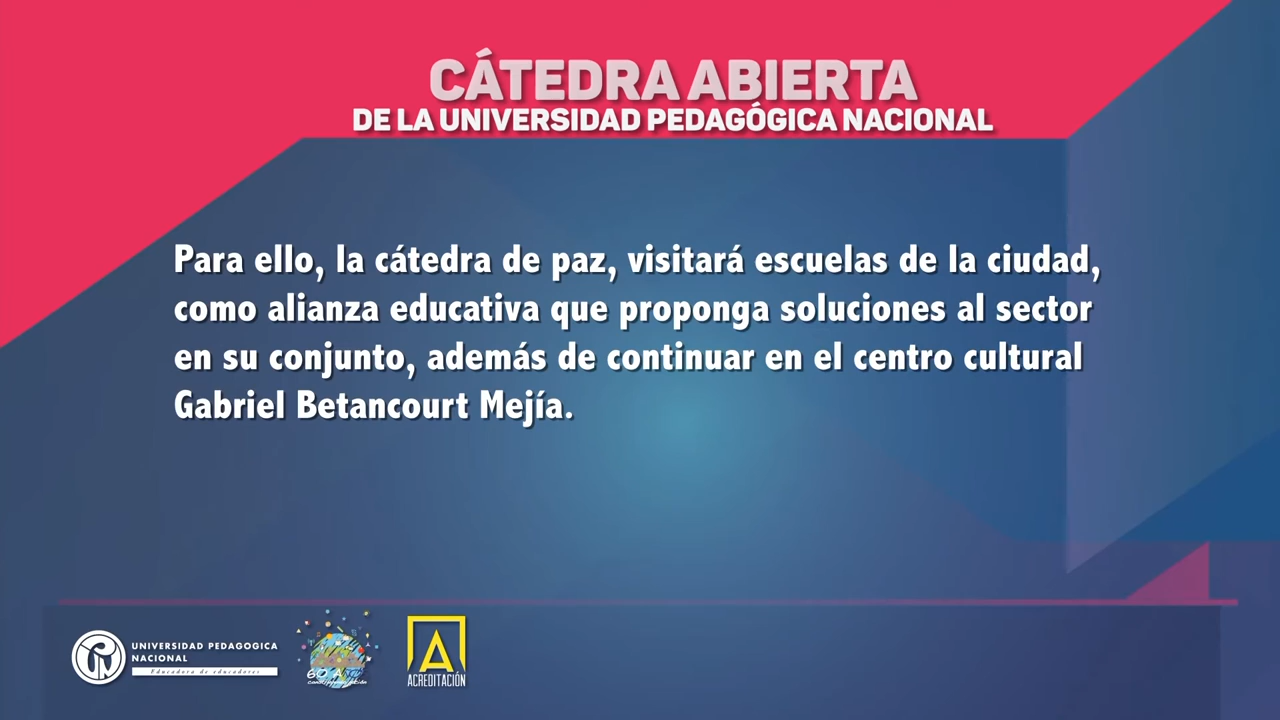 CÁTEDRA ABIERTA
DE LA UNIVERSIDAD PEDAGÓGICA NACIONAL
Para ello, la cátedra de paz, visitará escuelas de la ciudad,
como alianza educativa que proponga soluciones al sector
en su conjunto, además de continuar en el centro cultural
Gabriel Betancourt Mejía.
UNIVERSIDAD PEDAGOGICA
NACIONAL
Educadora de educadores
60
ACREDITACIÓN